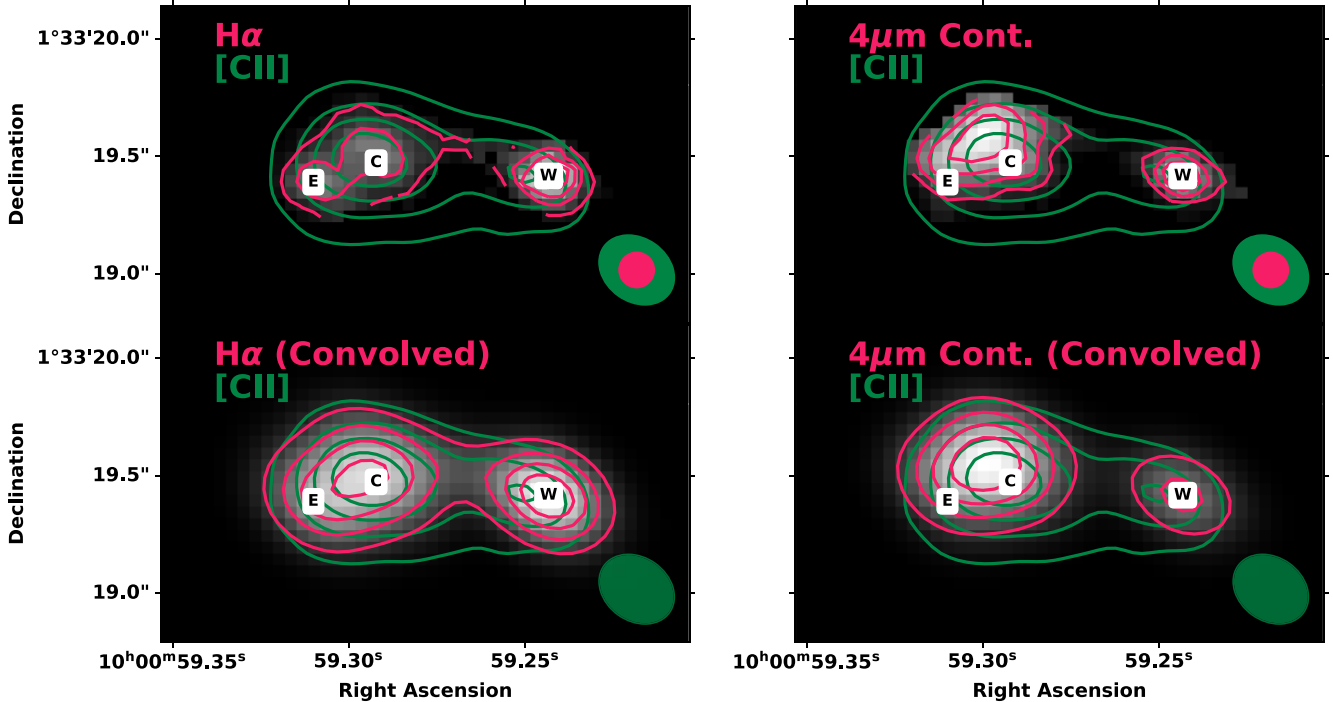 Hα
[CII]
4μm Cont.
[CII]
1°33'20.0"
19.5"
19.0"
Declination
E
C
W
E
C
W
Hα (Convolved)
[CII]
4μm Cont. (Convolved)
[CII]
1°33'20.0"
19.5"
19.0"
Declination
E
C
W
E
C
W
10ʰ00ᵐ59.35ˢ
59.30ˢ
59.25ˢ
10ʰ00ᵐ59.35ˢ
59.30ˢ
59.25ˢ
Right Ascension
Right Ascension